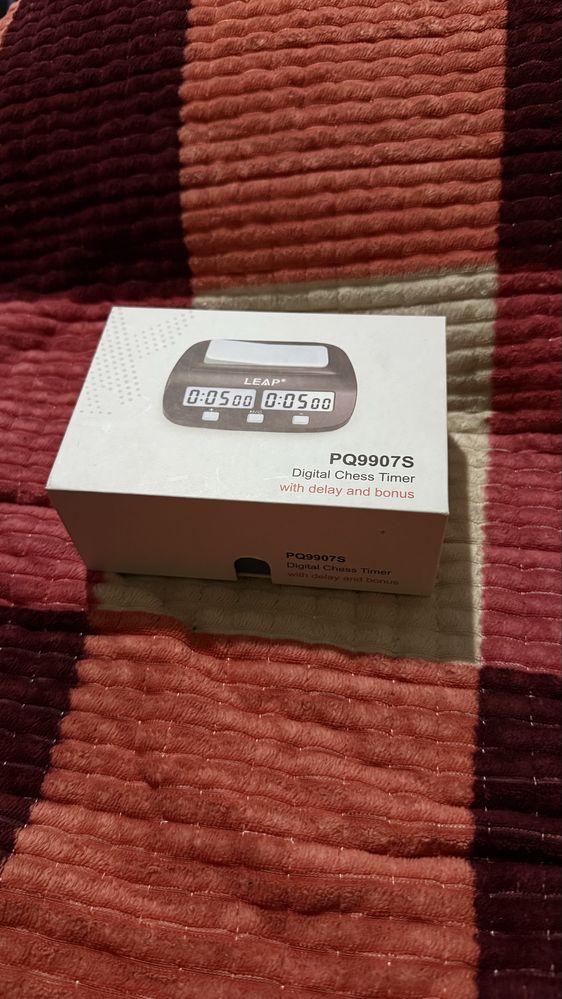 LEAP®
0:05 00 0:05 00
PQ9907S
Digital Chess Timer
with delay and bonus
PQ9907S
Digital Chess Timer
with delay and bonus